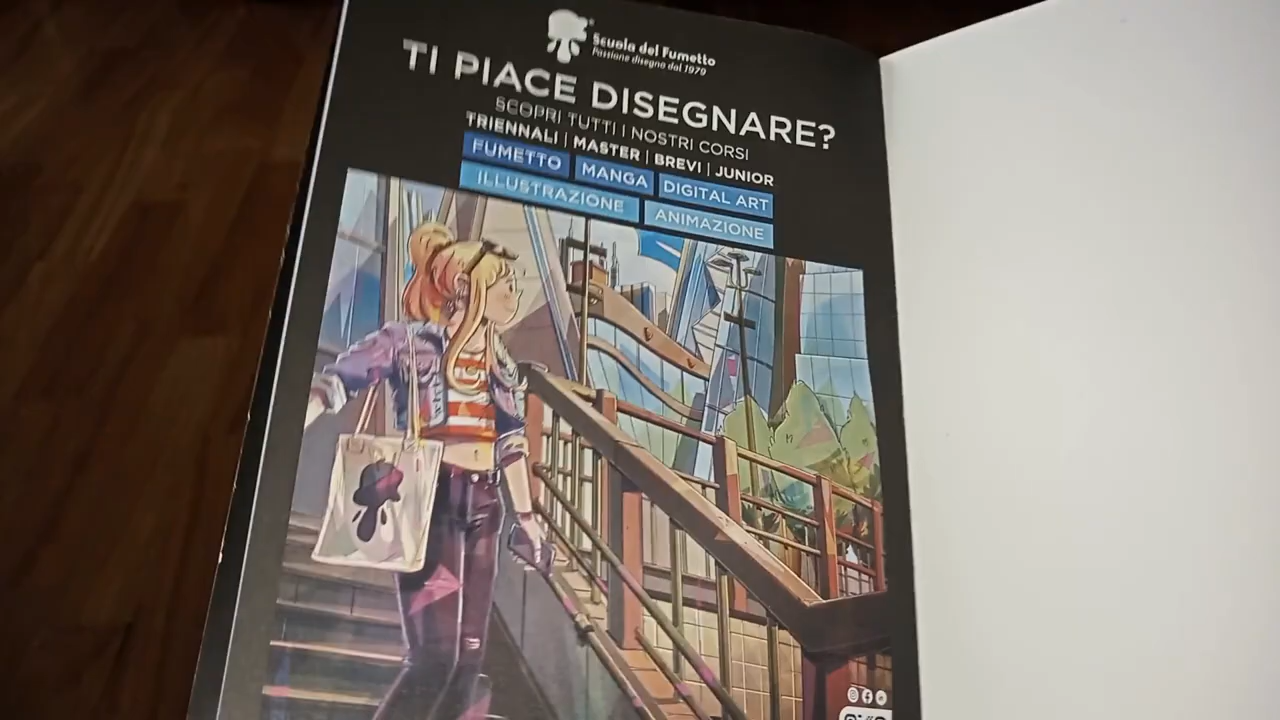 Scuola del Fumetto
Passione disegno dal 1979
TI PIACE DISEGNARE?
SCOPRI TUTTI I NOSTRI CORSI
TRIENNALI | MASTER | BREVI | JUNIOR
FUMETTO MANGA DIGITAL ART
ILLUSTRAZIONE ANIMAZIONE